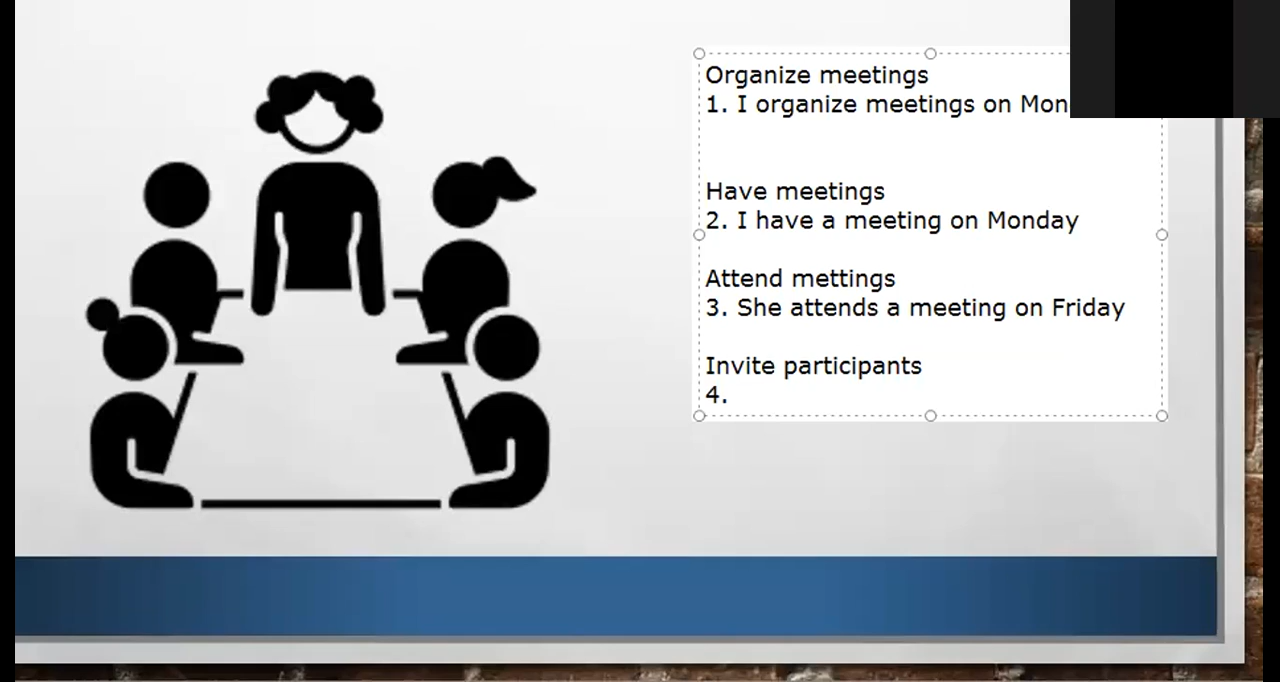 Organize meetings
1. I organize meetings on Mon
Have meetings
2. I have a meeting on Monday
Attend mettings
3. She attends a meeting on Friday
Invite participants
4.